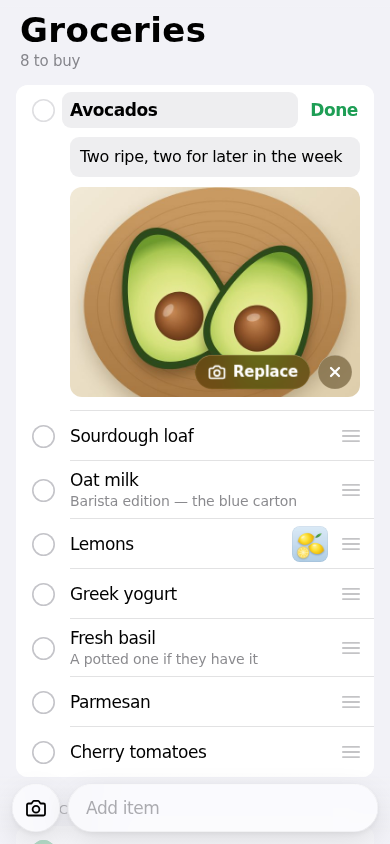 Groceries
8 to buy
Avocados
Done
Two ripe, two for later in the week
Replace
Sourdough loaf
Oat milk
Barista edition — the blue carton
Lemons
Greek yogurt
Fresh basil
A potted one if they have it
Parmesan
Cherry tomatoes
Add item